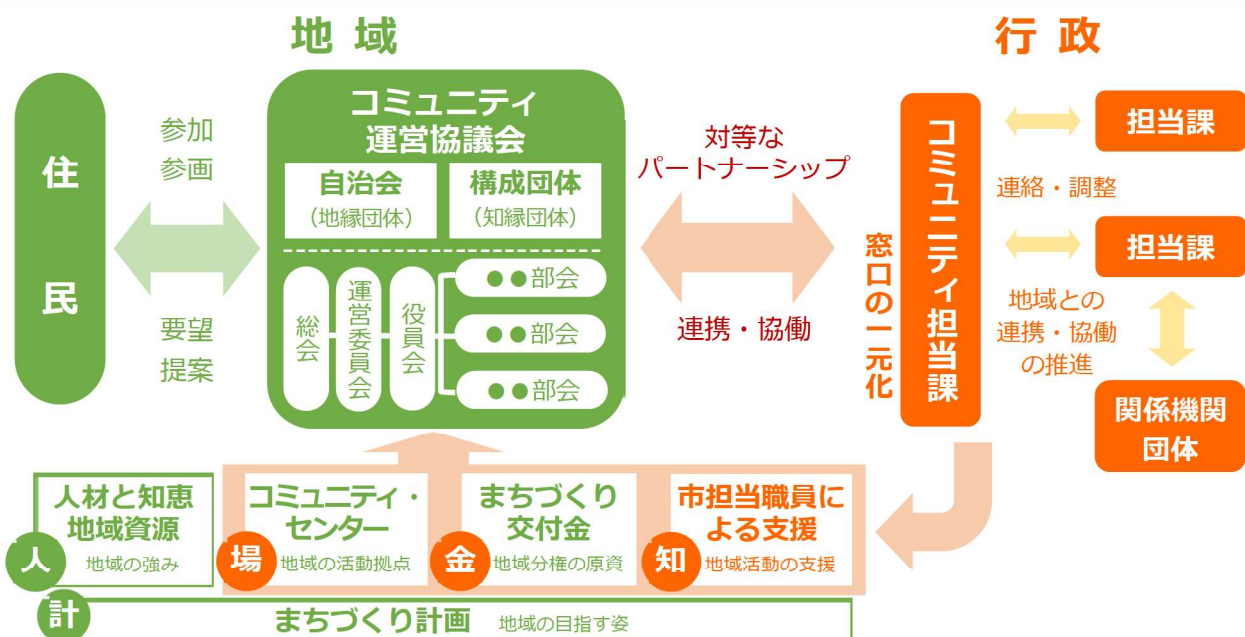 地域
行政
住民
参加
参画
要望
提案
コミュニティ
運営協議会
自治会
(地縁団体)
構成団体
(知縁団体)
総会
運営委員会
役員会
●●部会
●●部会
●●部会
対等な
パートナーシップ
連携・協働
窓口の一元化
コミュニティ担当課
担当課
連絡・調整
担当課
地域との
連携・協働
の推進
関係機関
団体
人
人材と知恵
地域資源
地域の強み
場
コミュニティ・
センター
地域の活動拠点
金
まちづくり
交付金
地域分権の原資
知
市担当職員に
よる支援
地域活動の支援
計
まちづくり計画 地域の目指す姿